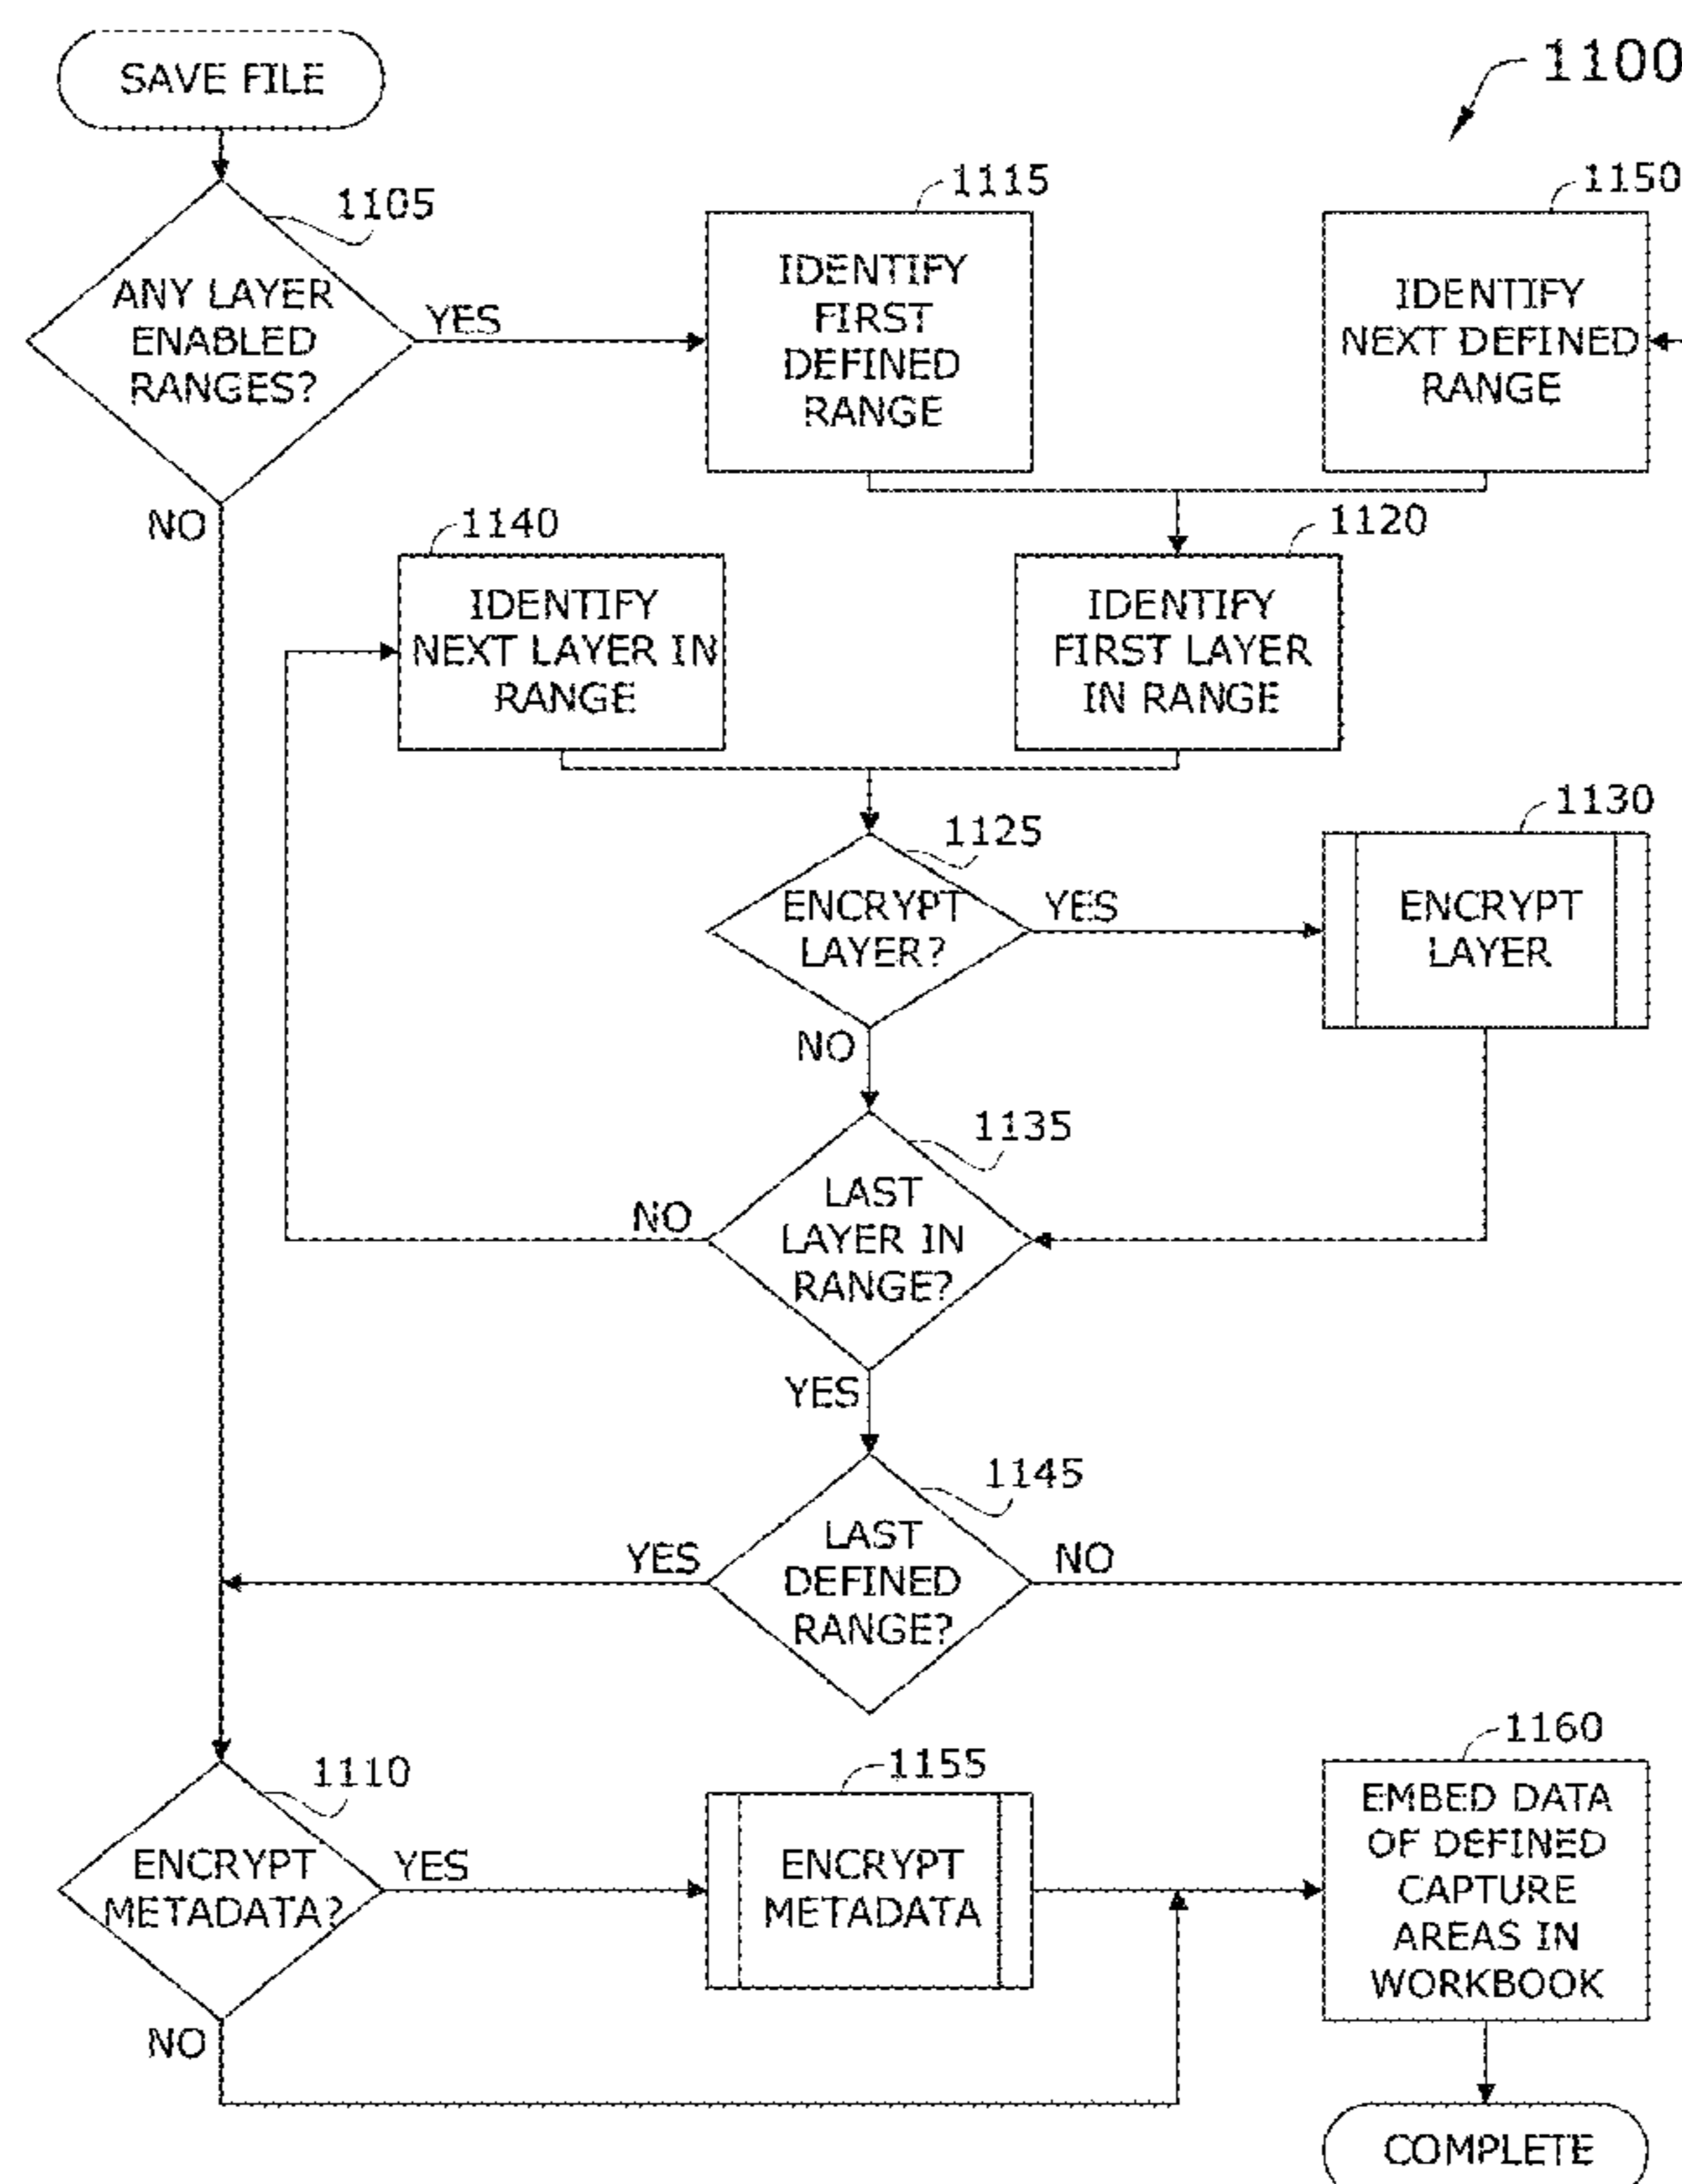 SAVE FILE
1100
1105
ANY LAYER
ENABLED
RANGES?
YES
NO
1115
IDENTIFY
FIRST
DEFINED
RANGE
1150
IDENTIFY
NEXT DEFINED
RANGE
1140
IDENTIFY
NEXT LAYER IN
RANGE
1120
IDENTIFY
FIRST LAYER
IN RANGE
1125
ENCRYPT
LAYER?
YES
NO
1130
ENCRYPT
LAYER
1135
LAST
LAYER IN
RANGE?
NO
YES
1145
LAST
DEFINED
RANGE?
YES
NO
1110
ENCRYPT
METADATA?
YES
NO
1155
ENCRYPT
METADATA
1160
EMBED DATA
OF DEFINED
CAPTURE
AREAS IN
WORKBOOK
COMPLETE